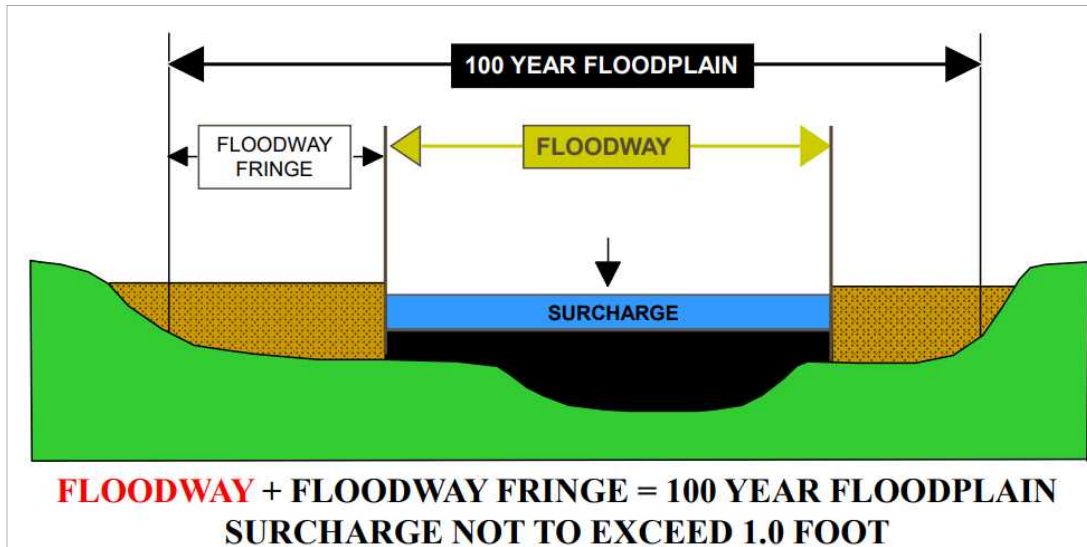 100 YEAR FLOODPLAIN
FLOODWAY
FRINGE
FLOODWAY
SURCHARGE
FLOODWAY + FLOODWAY FRINGE = 100 YEAR FLOODPLAIN
SURCHARGE NOT TO EXCEED 1.0 FOOT